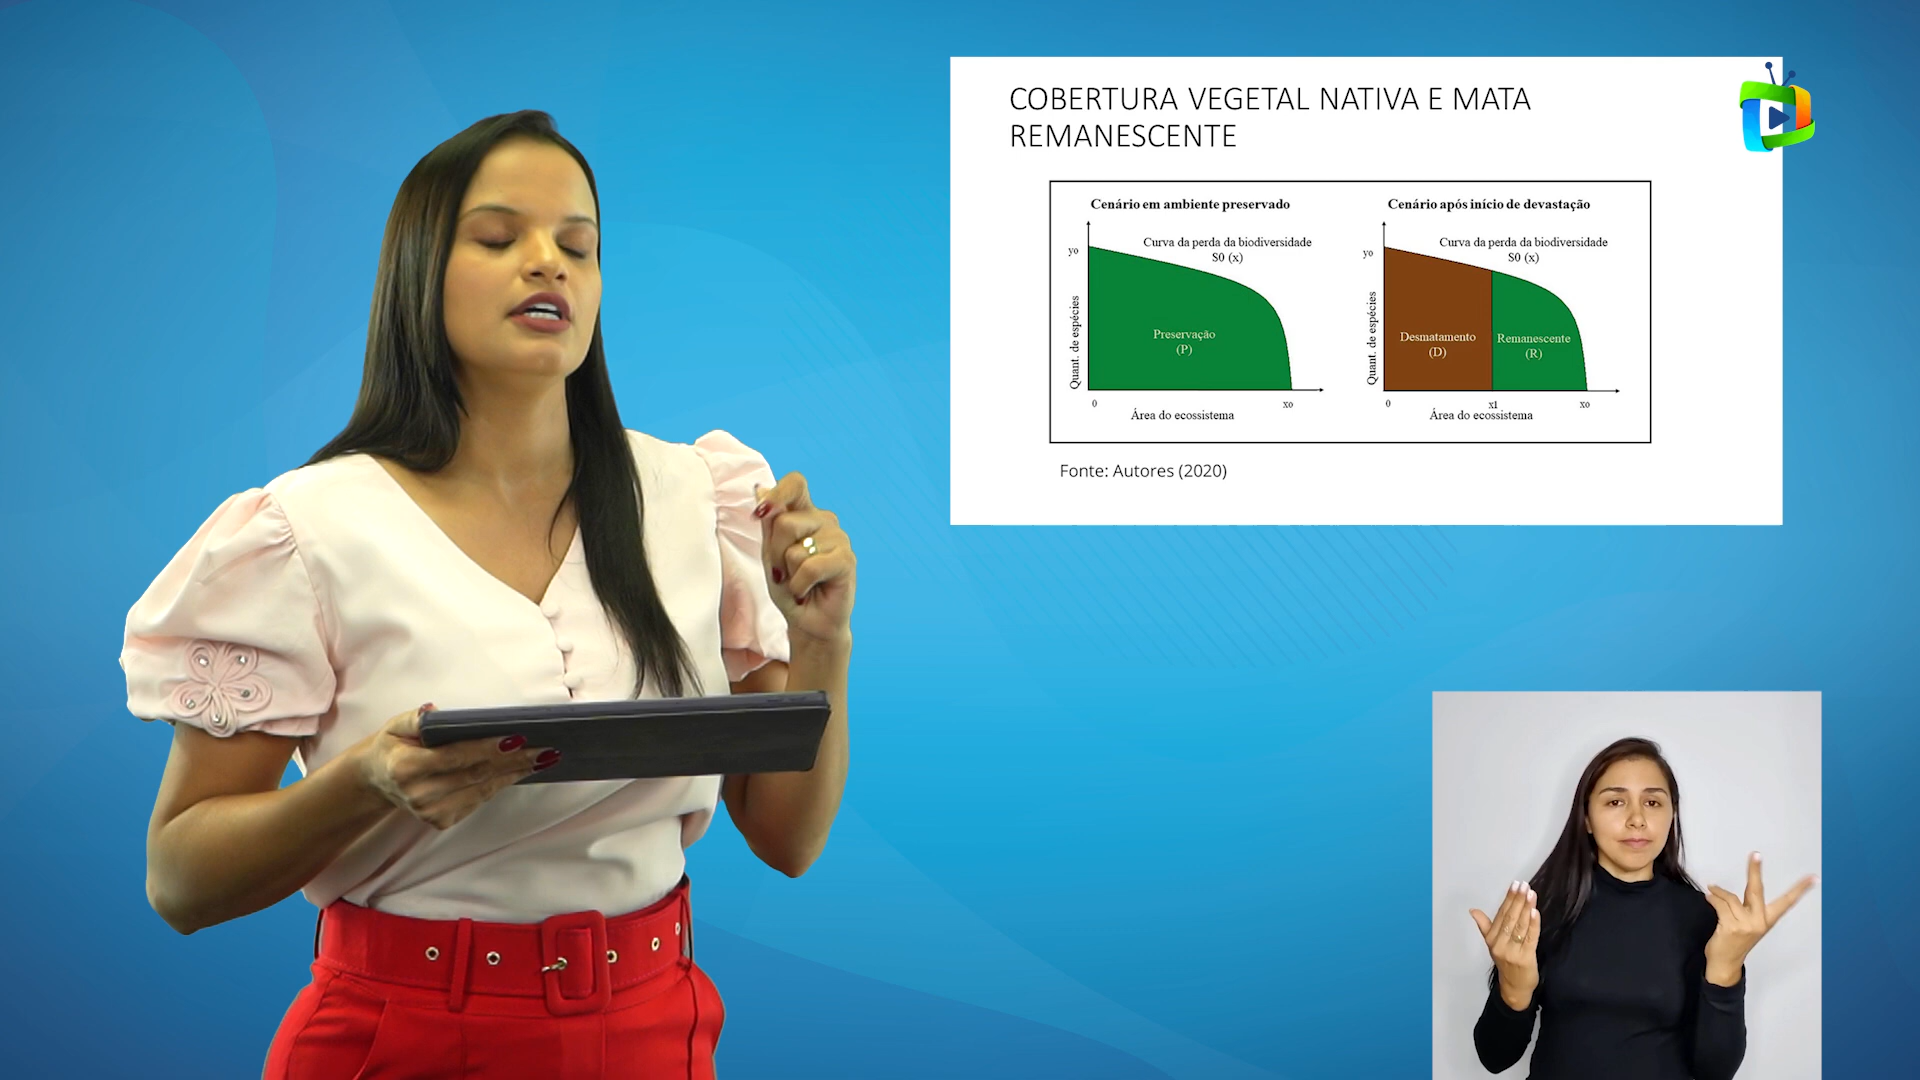 COBERTURA VEGETAL NATIVA E MATA
REMANESCENTE
Cenário em ambiente preservado
yo
Curva da perda da biodiversidade
S0 (x)
Quant. de espécies
Preservação
(P)
0
xo
Área do ecossistema
Cenário após início de devastação
yo
Curva da perda da biodiversidade
S0 (x)
Quant. de espécies
Desmatamento
(D)
Remanescente
(R)
0
x1
xo
Área do ecossistema
Fonte: Autores (2020)